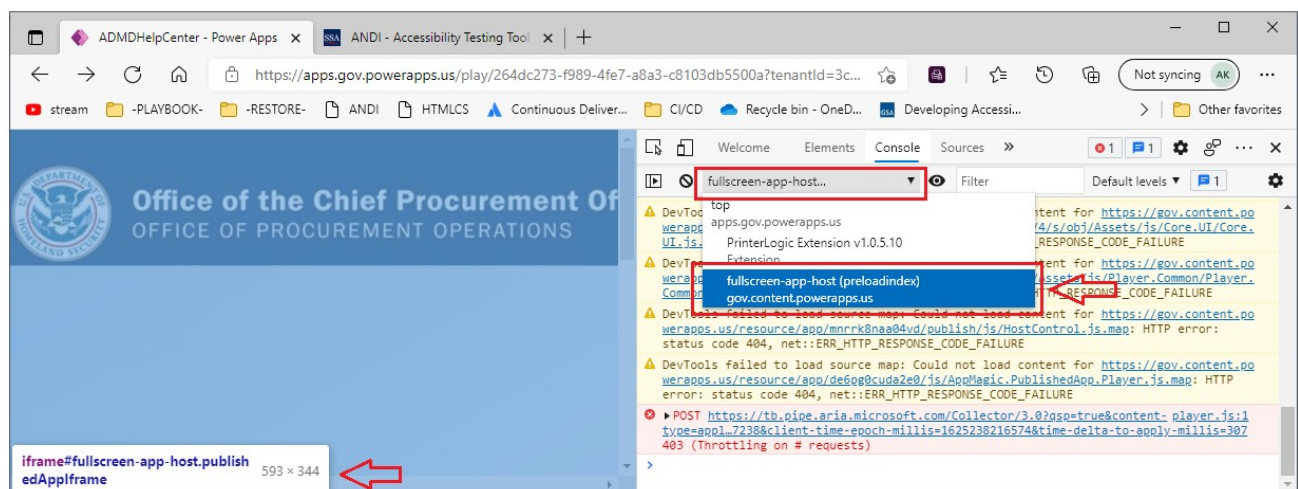 ADMDHelpCenter - Power Apps
SSA ANDI - Accessibility Testing Tool
https://apps.gov.powerapps.us/play/264dc273-f989-4fe7-a8a3-c8103db5500a?tenantId=3c...
Not syncing AK
stream -PLAYBOOK- -RESTORE- ANDI HTMLCS Continuous Deliver... CI/CD Recycle bin - OneD... GSA Developing Accessi... Other favorites
Office of the Chief Procurement Of
OFFICE OF PROCUREMENT OPERATIONS
iframe#fullscreen-app-host.publish
edAppIframe
593 × 344
Welcome Elements Console Sources » 1 1
fullscreen-app-host... Filter Default levels 1
top
apps.gov.powerapps.us
PrinterLogic Extension v1.0.5.10
Extension
fullscreen-app-host (preloadindex)
gov.content.powerapps.us
ntent for https://gov.content.po
/4/s/obj/Assets/js/Core.UI/Core.
UI.js. RESPONSE_CODE_FAILURE
ntent for https://gov.content.po
Assets/js/Player.Common/Player.
HTTP_RESPONSE_CODE_FAILURE
DevTools failed to load source map: Could not load content for https://gov.content.po
werapps.us/resource/app/mnrrk8naa04vd/publish/js/HostControl.js.map: HTTP error:
status code 404, net::ERR_HTTP_RESPONSE_CODE_FAILURE
DevTools failed to load source map: Could not load content for https://gov.content.po
werapps.us/resource/app/de6pg0cuda2e0/js/AppMagic.PublishedApp.Player.js.map: HTTP
error: status code 404, net::ERR_HTTP_RESPONSE_CODE_FAILURE
POST https://tb.pipe.aria.microsoft.com/Collector/3.0?qsp=true&content- player.js:1
type=appl…7238&client-time-epoch-millis=1625238216574&time-delta-to-apply-millis=307
403 (Throttling on # requests)